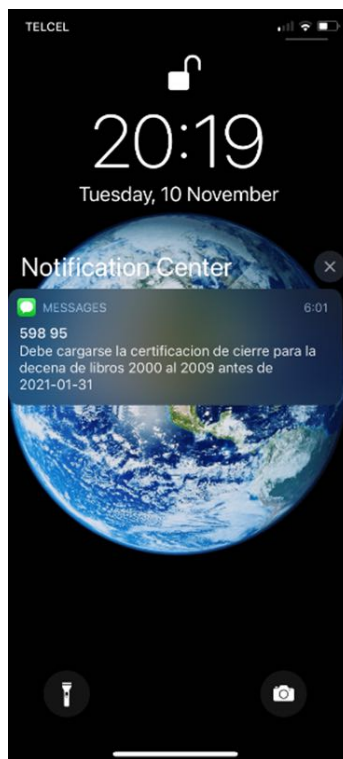 TELCEL
20:19
Tuesday, 10 November
Notification Center
MESSAGES 6:01
598 95
Debe cargarse la certificacion de cierre para la
decena de libros 2000 al 2009 antes de
2021-01-31